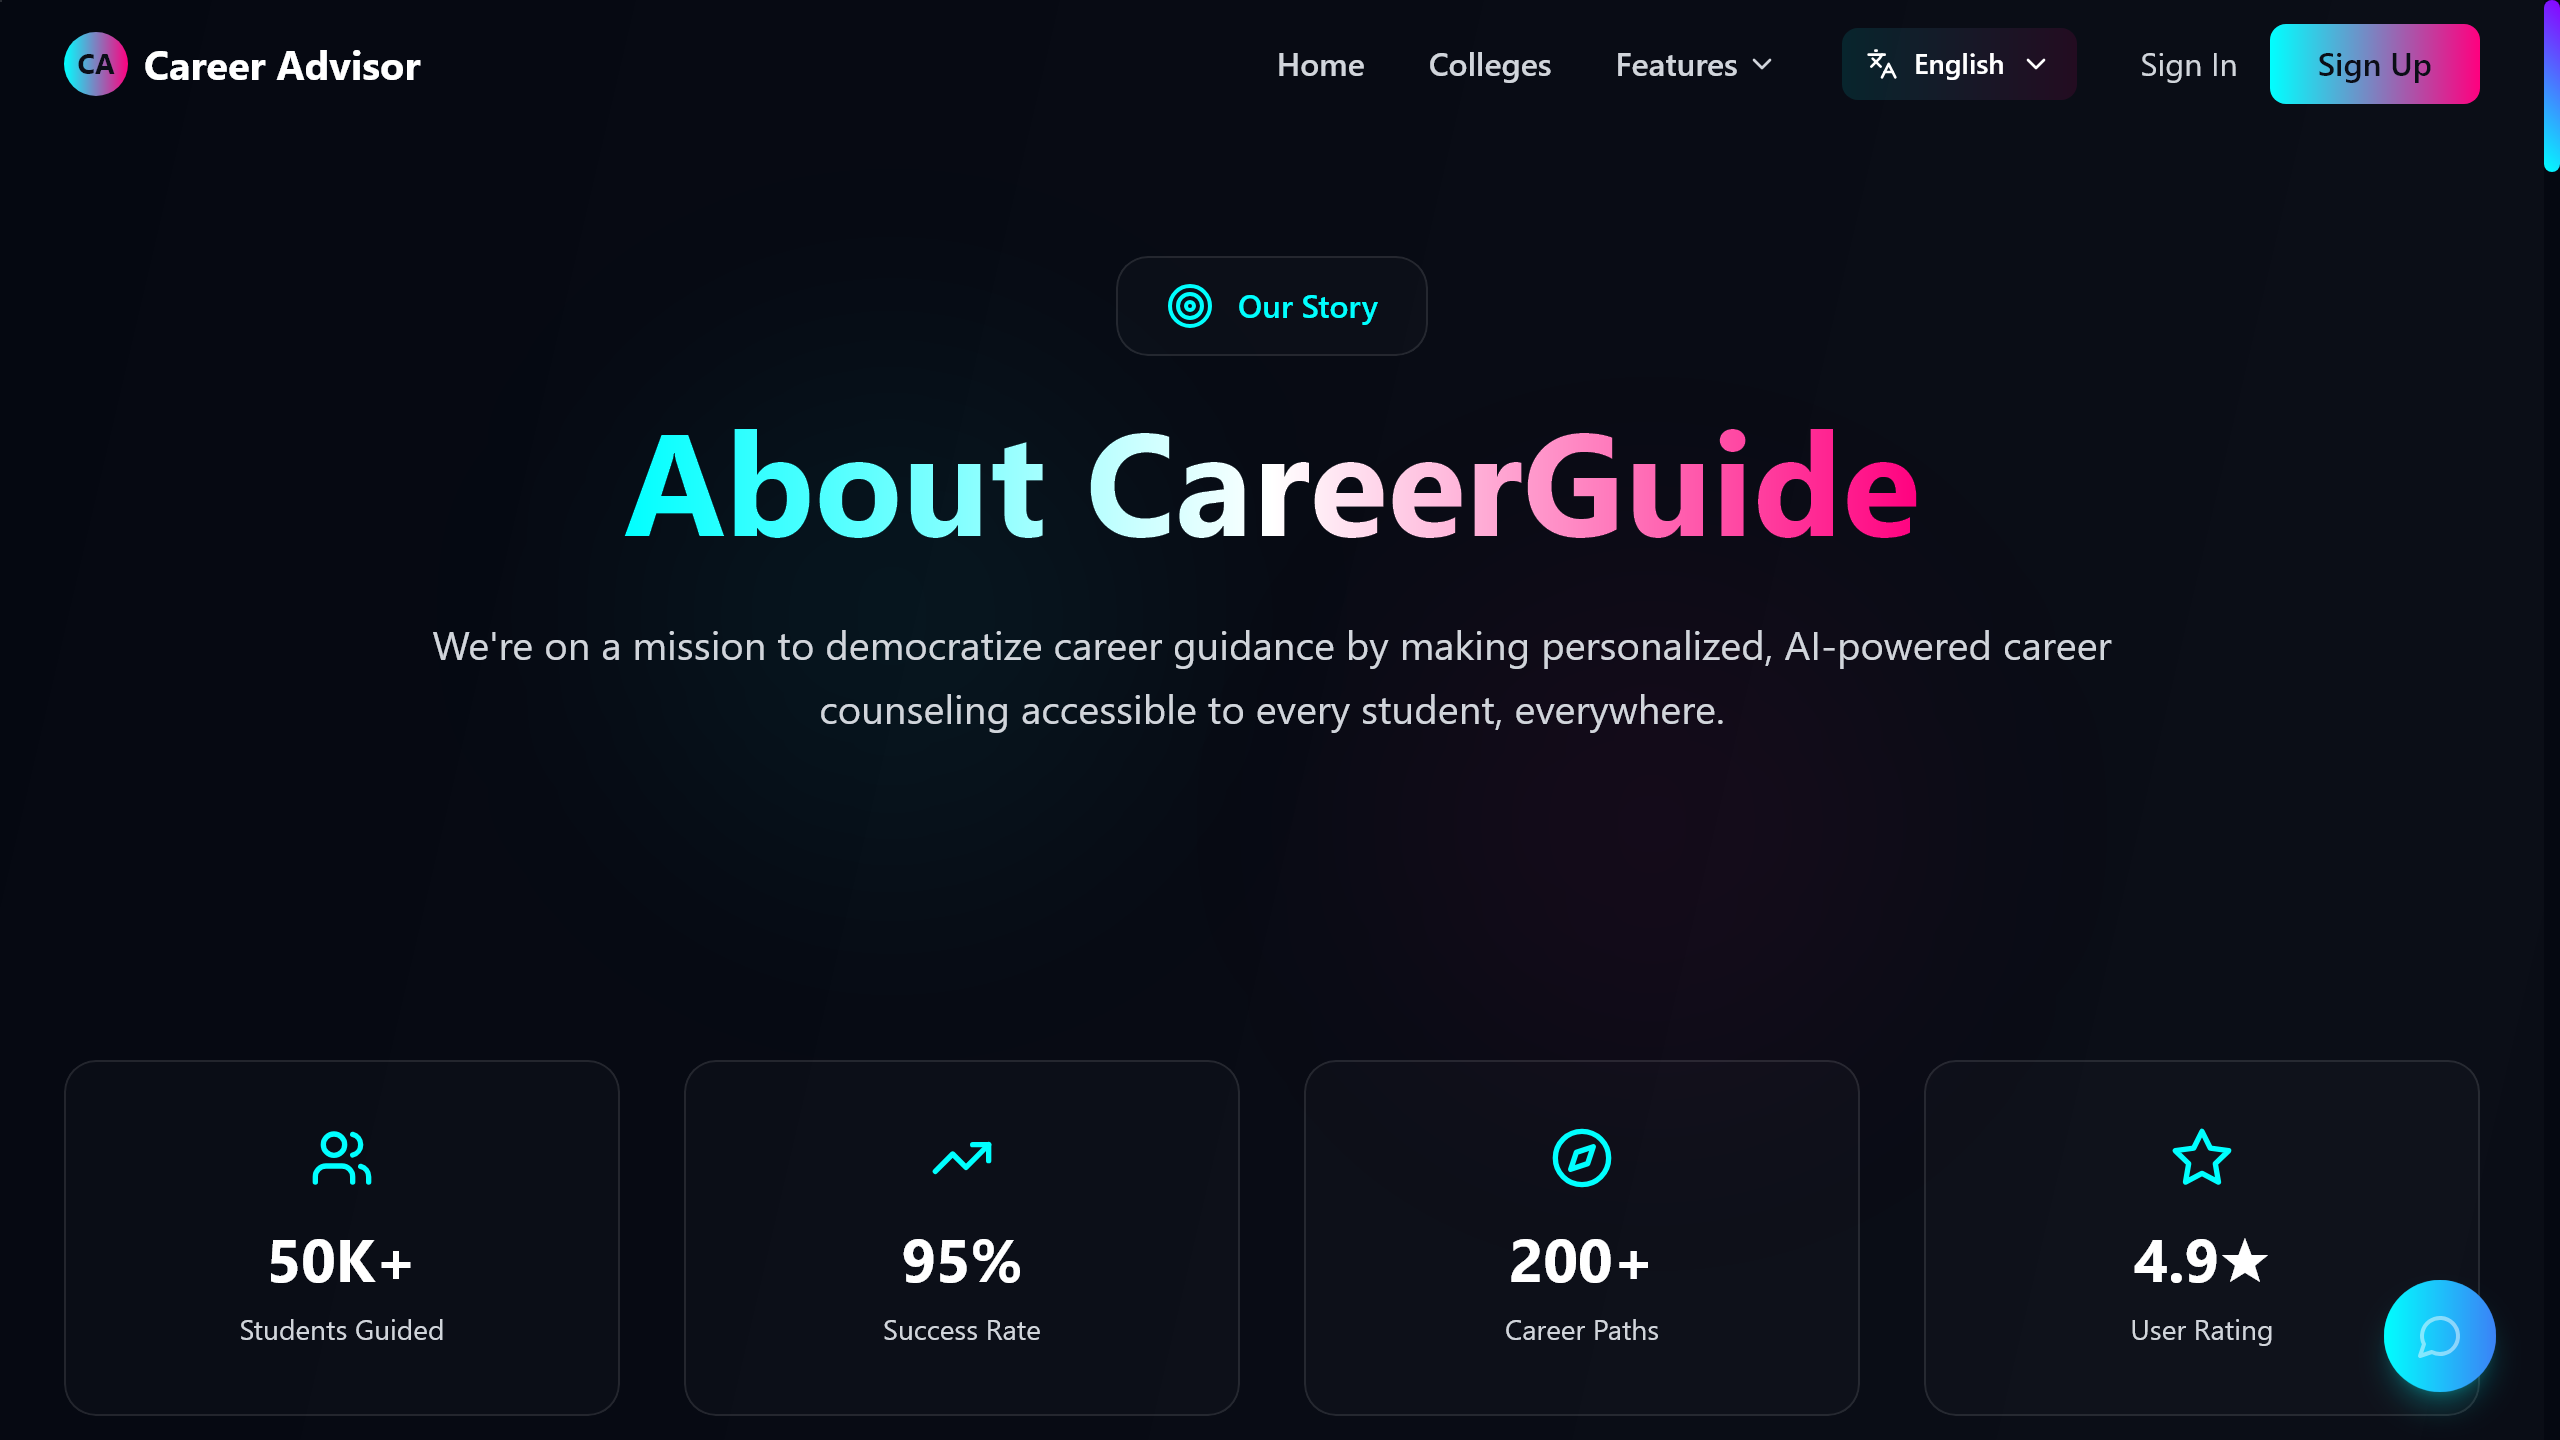 CA Career Advisor
Home Colleges Features English Sign In Sign Up
Our Story
About CareerGuide
We're on a mission to democratize career guidance by making personalized, AI-powered career
counseling accessible to every student, everywhere.
50K+
Students Guided
95%
Success Rate
200+
Career Paths
4.9★
User Rating